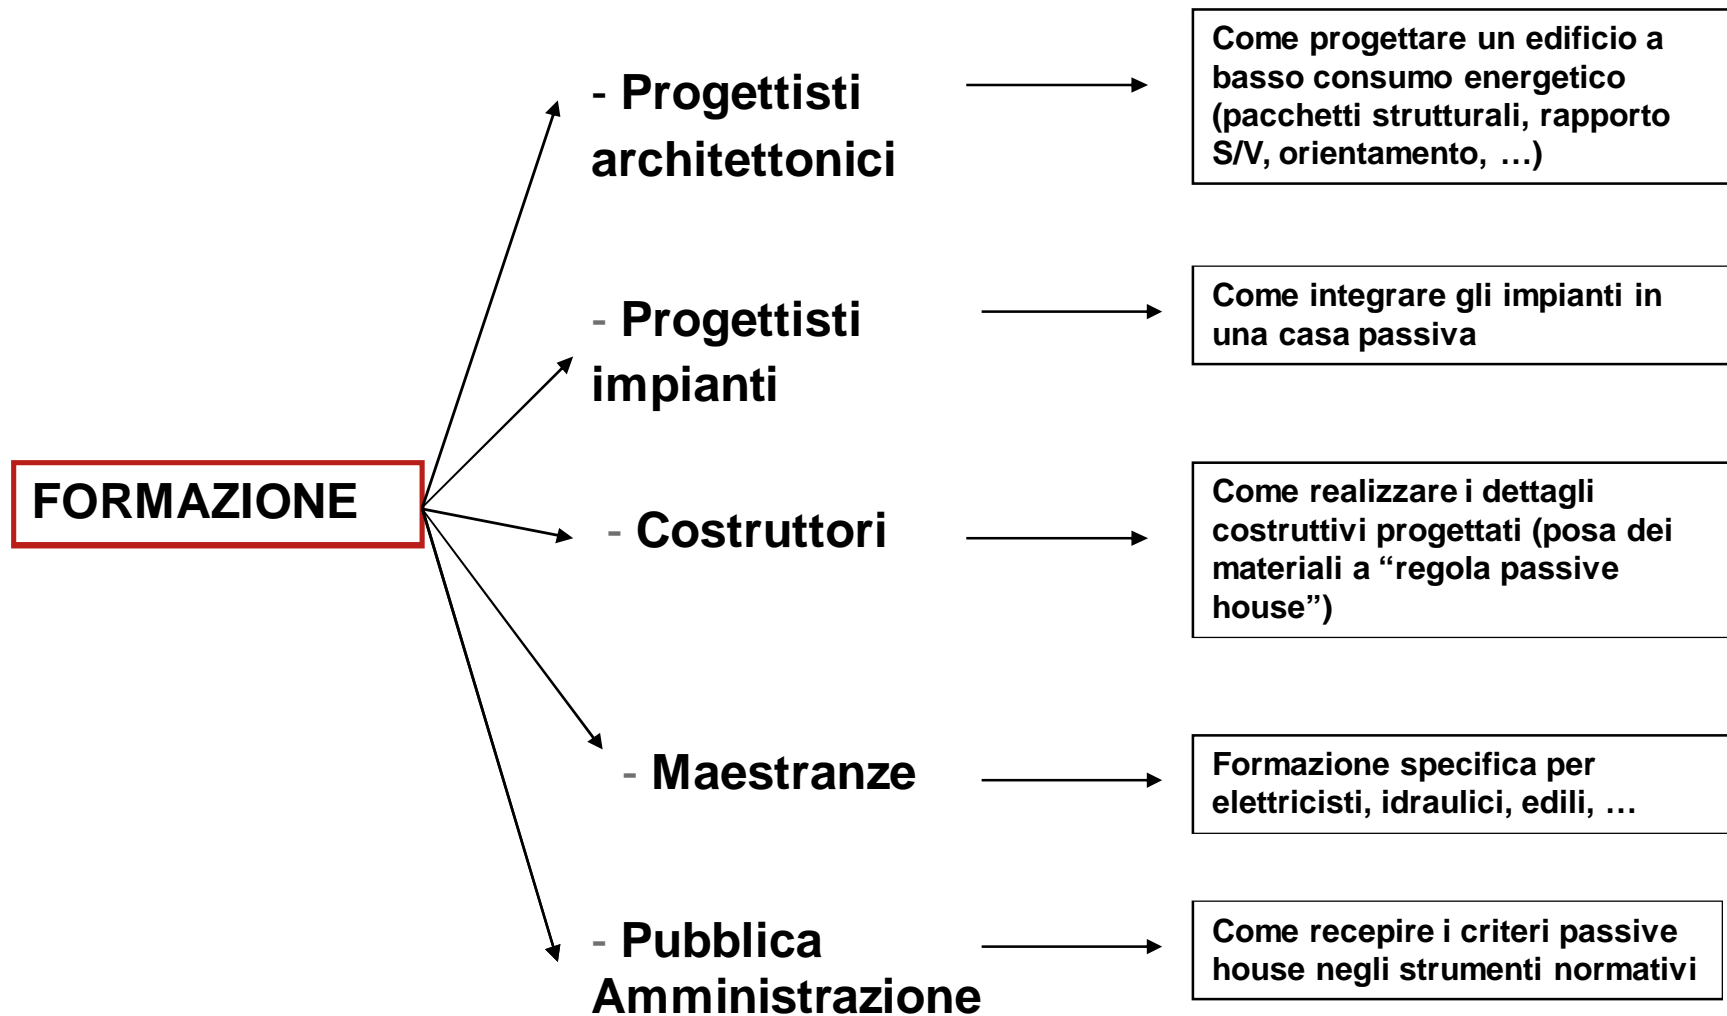 FORMAZIONE
- Progettisti
architettonici
Come progettare un edificio a
basso consumo energetico
(pacchetti strutturali, rapporto
S/V, orientamento, …)
- Progettisti
impianti
Come integrare gli impianti in
una casa passiva
- Costruttori
Come realizzare i dettagli
costruttivi progettati (posa dei
materiali a “regola passive
house”)
- Maestranze
Formazione specifica per
elettricisti, idraulici, edili, …
- Pubblica
Amministrazione
Come recepire i criteri passive
house negli strumenti normativi